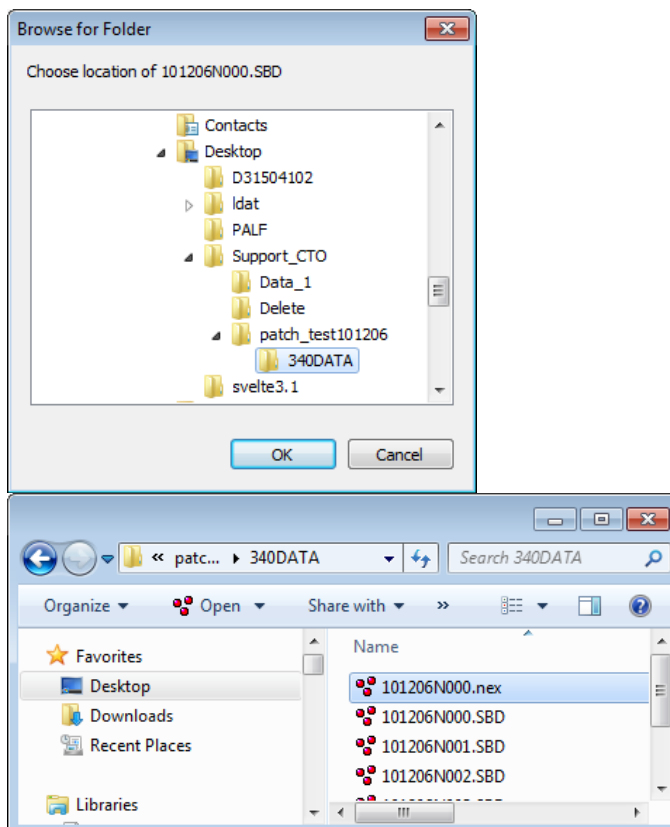 Browse for Folder
Choose location of 101206N000.SBD
Contacts
Desktop
D31504102
ldat
PALF
Support_CTO
Data_1
Delete
patch_test101206
340DATA
svelte3.1
OK Cancel
« patc... 340DATA Search 340DATA
Organize Open Share with »
Favorites
Desktop
Downloads
Recent Places
Libraries
Name
101206N000.nex
101206N000.SBD
101206N001.SBD
101206N002.SBD